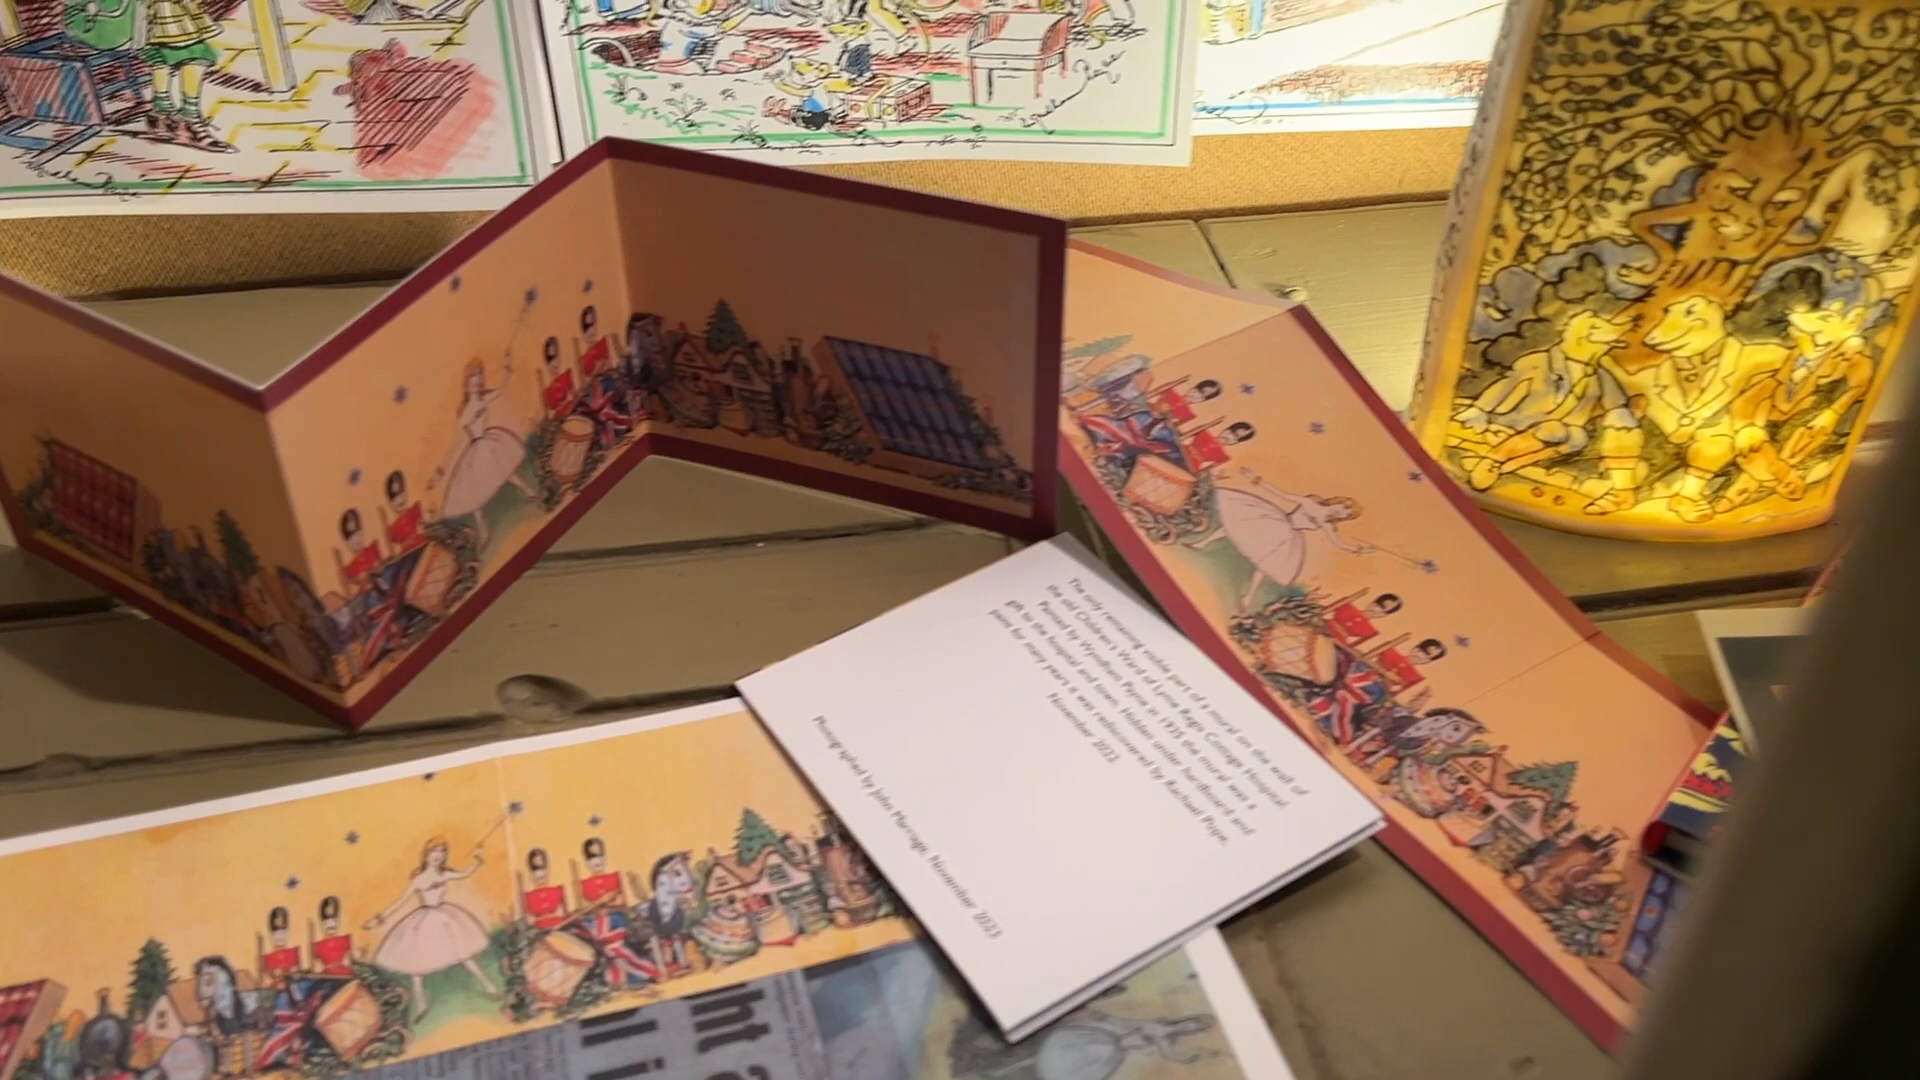 The only remaining visible part of a mural on the wall of
the old Children's Ward of Lyme Regis Cottage Hospital.
Painted by Wyndham Payne in 1935 the mural was a
gift to the hospital and town. Hidden under hardboard and
paint for many years it was rediscovered by Rachael Pope,
November 2022
Photographed by John Marriage, November 2023
ht a
l i